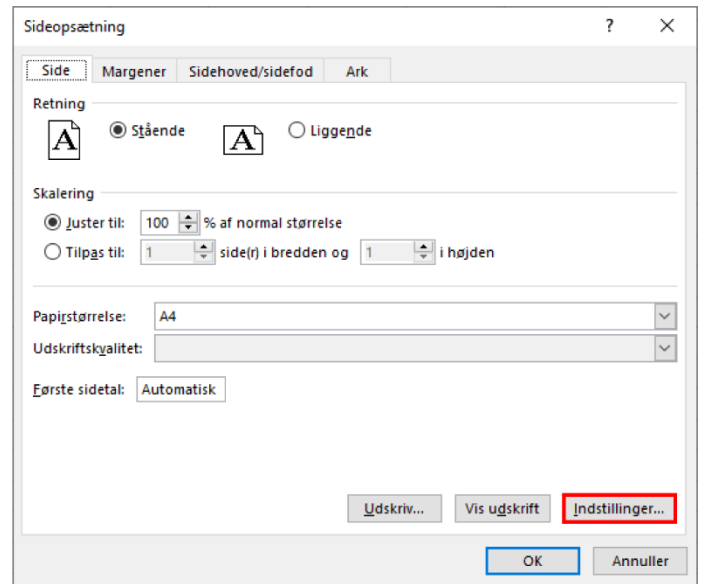 Sideopsætning ? ×
Side Margener Sidehoved/sidefod Ark
Retning
A Stående A Liggende
Skalering
Juster til: 100 % af normal størrelse
Tilpas til: 1 side(r) i bredden og 1 i højden
Papirstørrelse: A4
Udskriftskvalitet:
Første sidetal: Automatisk
Udskriv... Vis udskrift Indstillinger...
OK Annuller